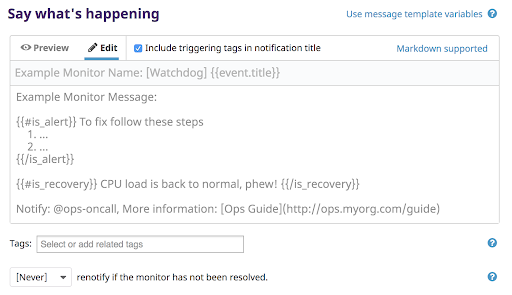 Say what's happening
Use message template variables ?
Preview Edit Include triggering tags in notification title Markdown supported
Example Monitor Name: [Watchdog] {{event.title}}
Example Monitor Message:
{{#is_alert}} To fix follow these steps
1. ...
2. ...
{{/is_alert}}
{{#is_recovery}} CPU load is back to normal, phew! {{/is_recovery}}
Notify: @ops-oncall, More information: [Ops Guide](http://ops.myorg.com/guide)
Tags: Select or add related tags ?
[Never] renotify if the monitor has not been resolved. ?